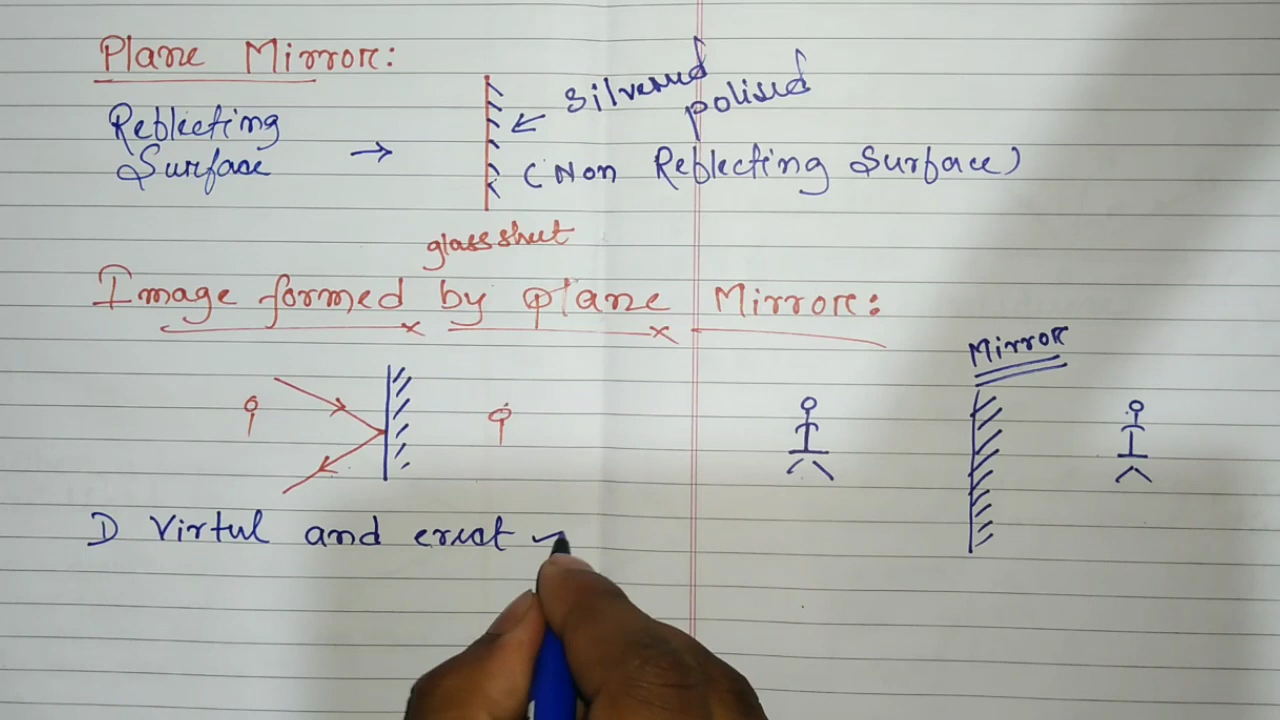 Plane Mirror:
Silvered
polised
Reflecting
Surface →
(Non Reflecting Surface)
glass sheet
Image formed by plane Mirror:
Mirror
1) Virtul and erect